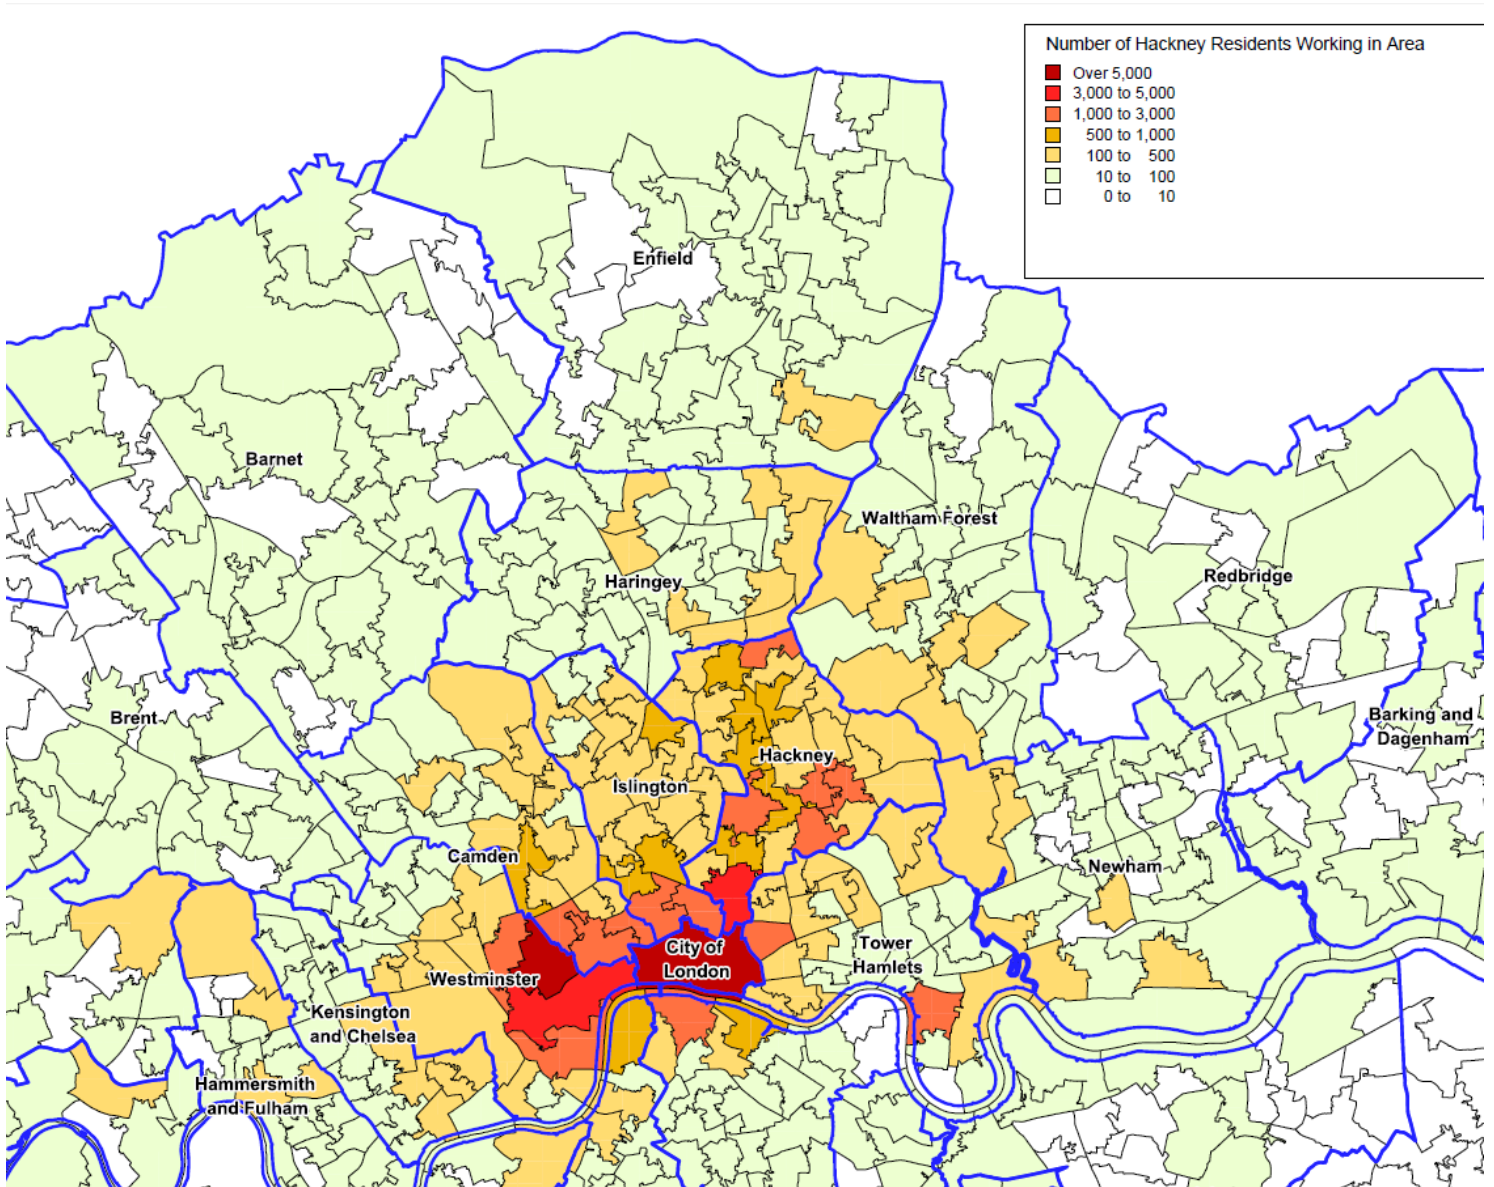 Number of Hackney Residents Working in Area
Over 5,000
3,000 to 5,000
1,000 to 3,000
500 to 1,000
100 to 500
10 to 100
0 to 10
Enfield
Barnet
Waltham Forest
Haringey
Redbridge
Brent
Barking and
Dagenham
Hackney
Islington
Camden
Newham
City of
London
Tower
Hamlets
Westminster
Kensington
and Chelsea
Hammersmith
and Fulham